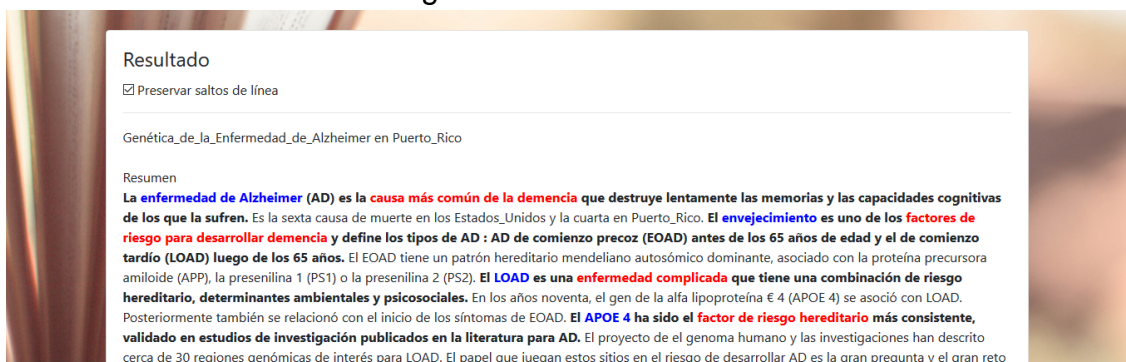 Resultado
Preservar saltos de línea
Genética_de_la_Enfermedad_de_Alzheimer en Puerto_Rico
Resumen
La enfermedad de Alzheimer (AD) es la causa más común de la demencia que destruye lentamente las memorias y las capacidades cognitivas
de los que la sufren. Es la sexta causa de muerte en los Estados_Unidos y la cuarta en Puerto_Rico. El envejecimiento es uno de los factores de
riesgo para desarrollar demencia y define los tipos de AD : AD de comienzo precoz (EOAD) antes de los 65 años de edad y el de comienzo
tardío (LOAD) luego de los 65 años. El EOAD tiene un patrón hereditario mendeliano autosómico dominante, asociado con la proteína precursora
amiloide (APP), la presenilina 1 (PS1) o la presenilina 2 (PS2). El LOAD es una enfermedad complicada que tiene una combinación de riesgo
hereditario, determinantes ambientales y psicosociales. En los años noventa, el gen de la alfa lipoproteína € 4 (APOE 4) se asoció con LOAD.
Posteriormente también se relacionó con el inicio de los síntomas de EOAD. El APOE 4 ha sido el factor de riesgo hereditario más consistente,
validado en estudios de investigación publicados en la literatura para AD. El proyecto de el genoma humano y las investigaciones han descrito
cerca de 30 regiones genómicas de interés para LOAD. El papel que juegan estos sitios en el riesgo de desarrollar AD es la gran pregunta y el gran reto